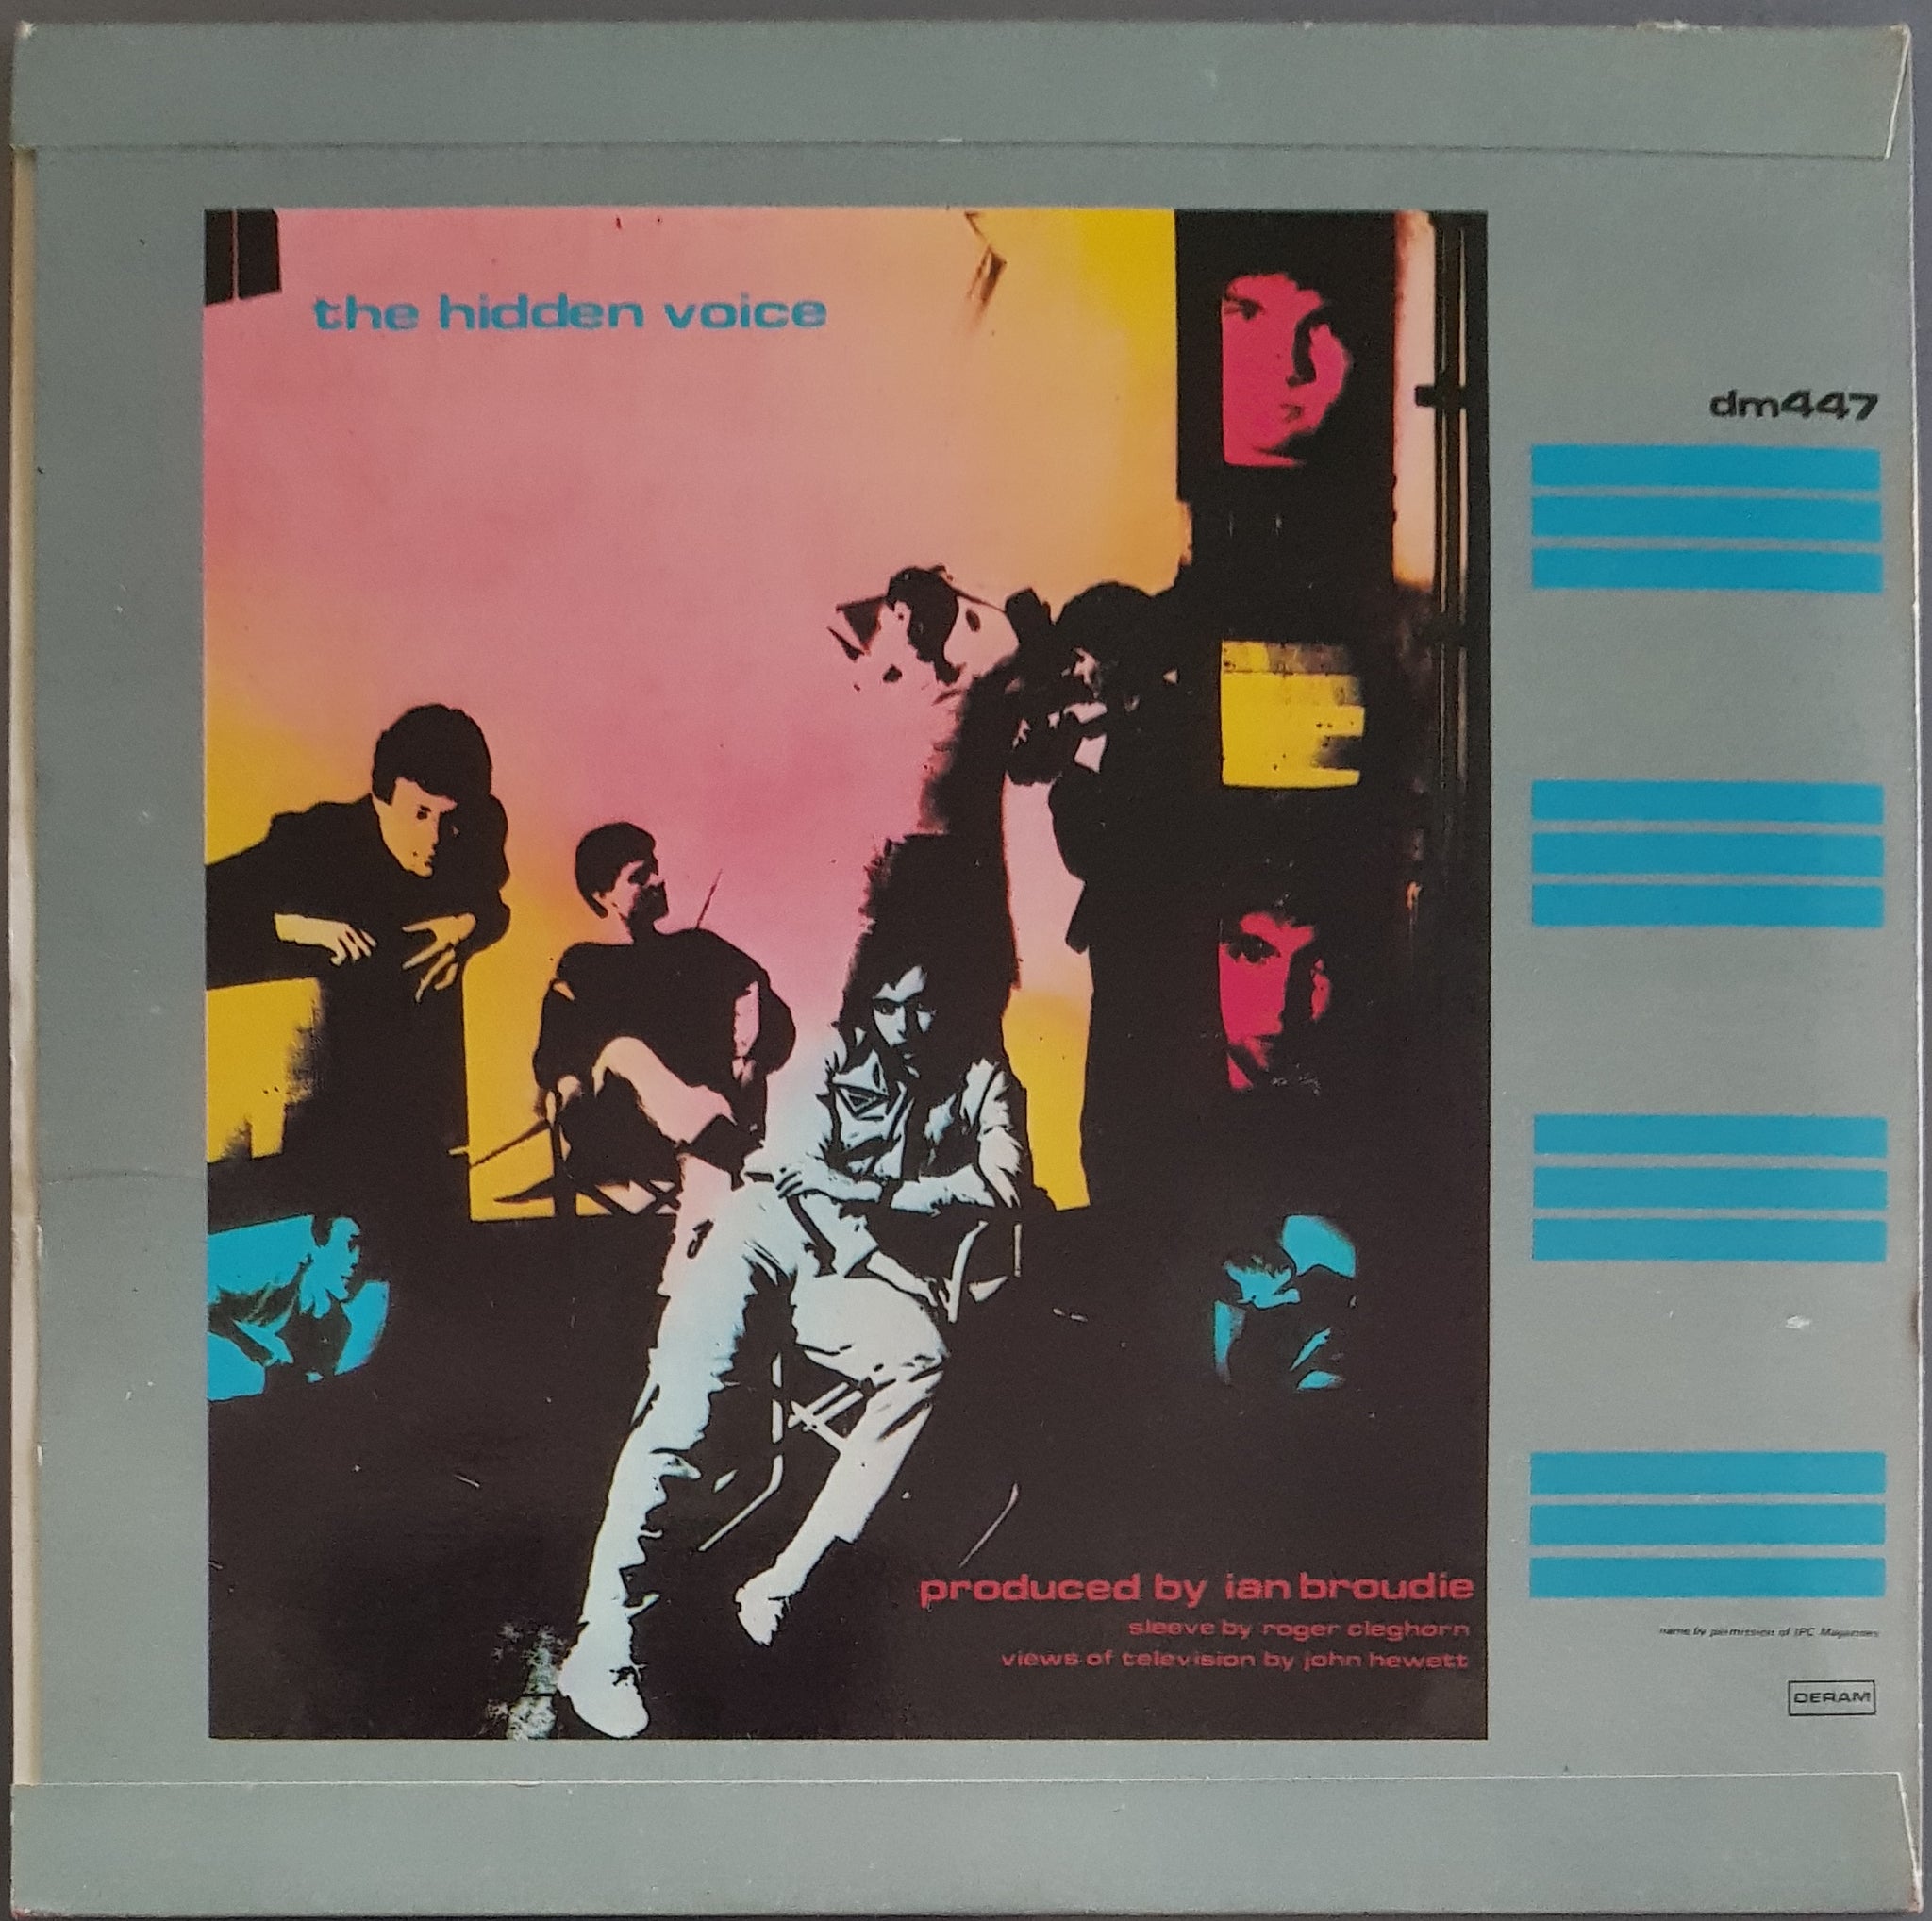 the hidden voice
dm447
produced by ian broudie
sleeve by roger cleghorn
views of television by john hewett
name by permission of IPC Magazines
DERAM